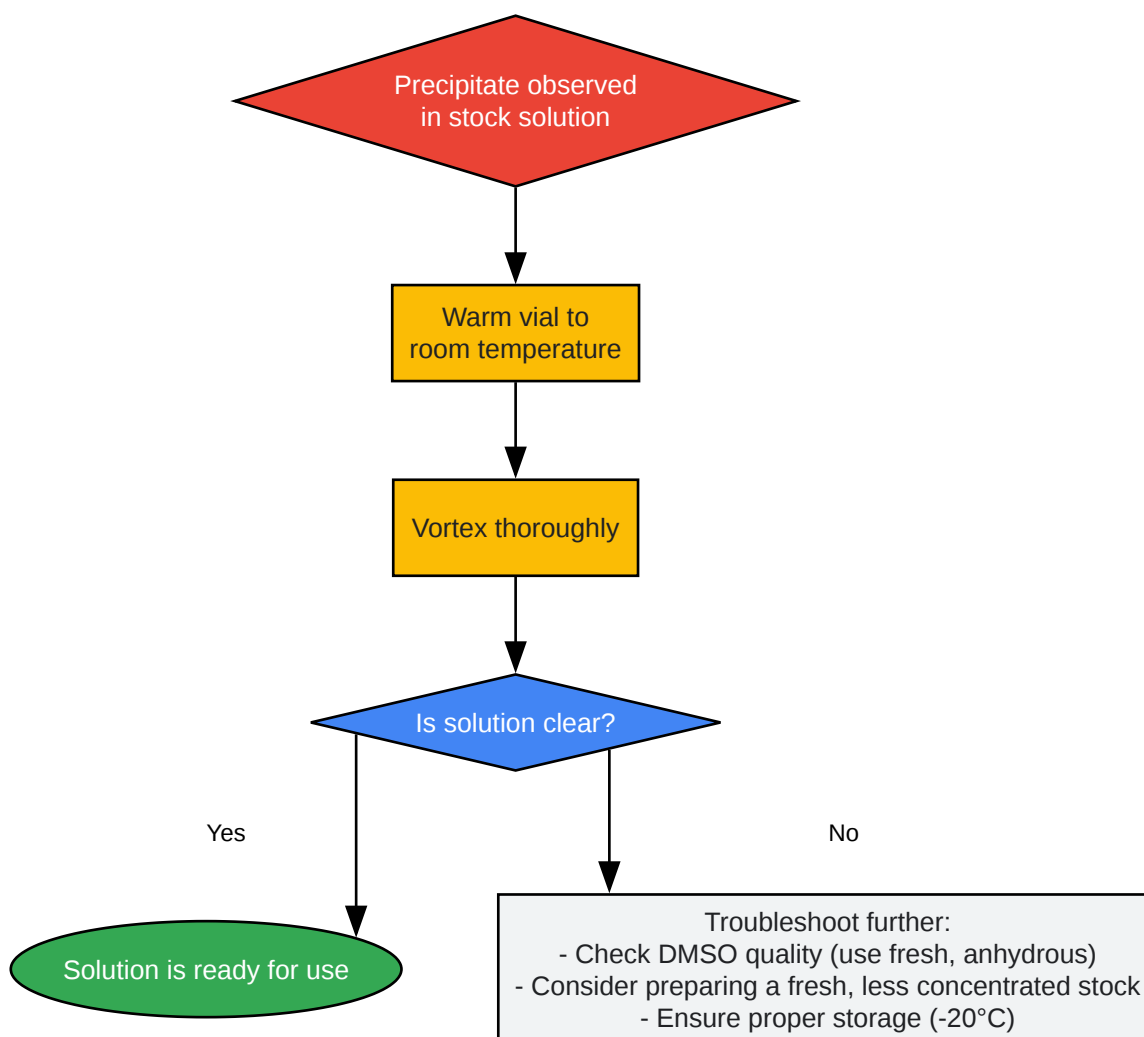 Precipitate observed
in stock solution
Warm vial to
room temperature
Vortex thoroughly
Is solution clear?
Yes
No
Solution is ready for use
Troubleshoot further:
- Check DMSO quality (use fresh, anhydrous)
- Consider preparing a fresh, less concentrated stock
- Ensure proper storage (-20°C)